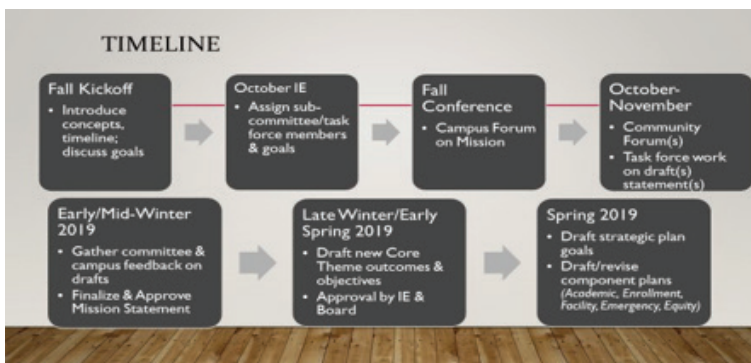 TIMELINE
Fall Kickoff
• Introduce
concepts,
timeline;
discuss goals
October IE
• Assign sub-
committee/task
force members
& goals
Fall
Conference
• Campus Forum
on Mission
October-
November
• Community
Forum(s)
• Task force work
on draft(s)
statement(s)
Early/Mid-Winter
2019
• Gather committee &
campus feedback on
drafts
• Finalize & Approve
Mission Statement
Late Winter/Early
Spring 2019
• Draft new Core
Theme outcomes &
objectives
• Approval by IE &
Board
Spring 2019
• Draft strategic plan
goals
• Draft/revise
component plans
(Academic, Enrollment,
Facility, Emergency, Equity)